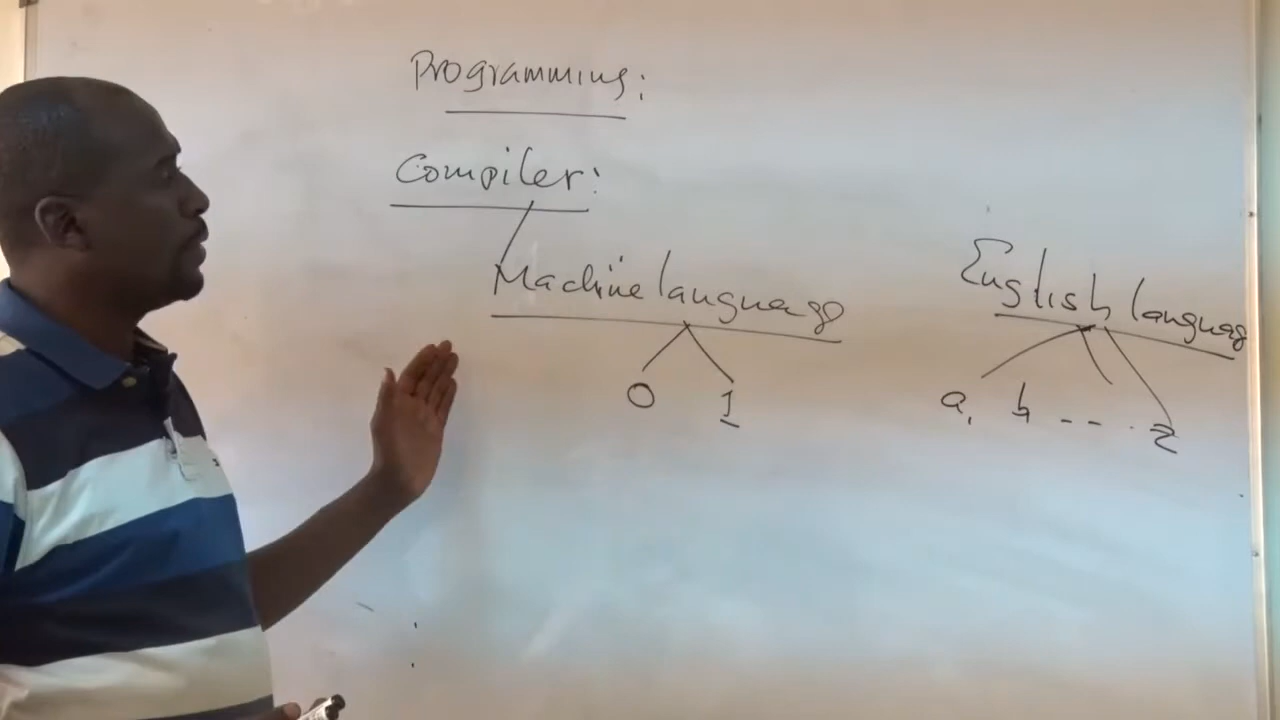 Programming:
Compiler:
Machine language
English language
0 1
a, b --- z